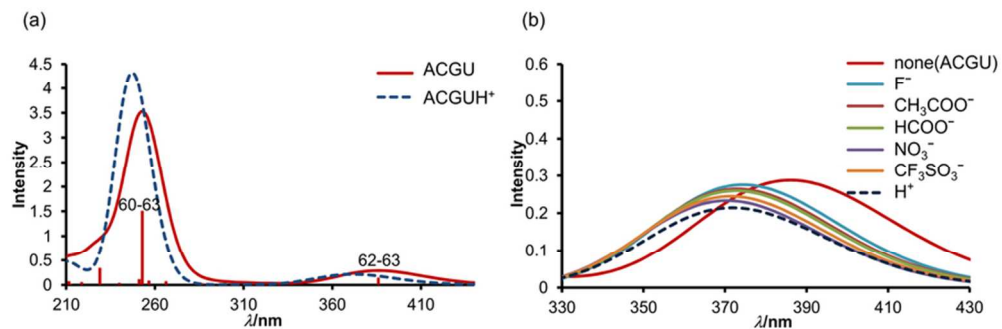 (a)
Intensity
4.5
4
3.5
3
2.5
2
1.5
1
0.5
0
210
260
310
360
410
λ/nm
60-63
62-63
ACGU
ACGUH⁺
(b)
Intensity
0.6
0.5
0.4
0.3
0.2
0.1
0
330
350
370
390
410
430
λ/nm
none(ACGU)
F⁻
CH₃COO⁻
HCOO⁻
NO₃⁻
CF₃SO₃⁻
H⁺